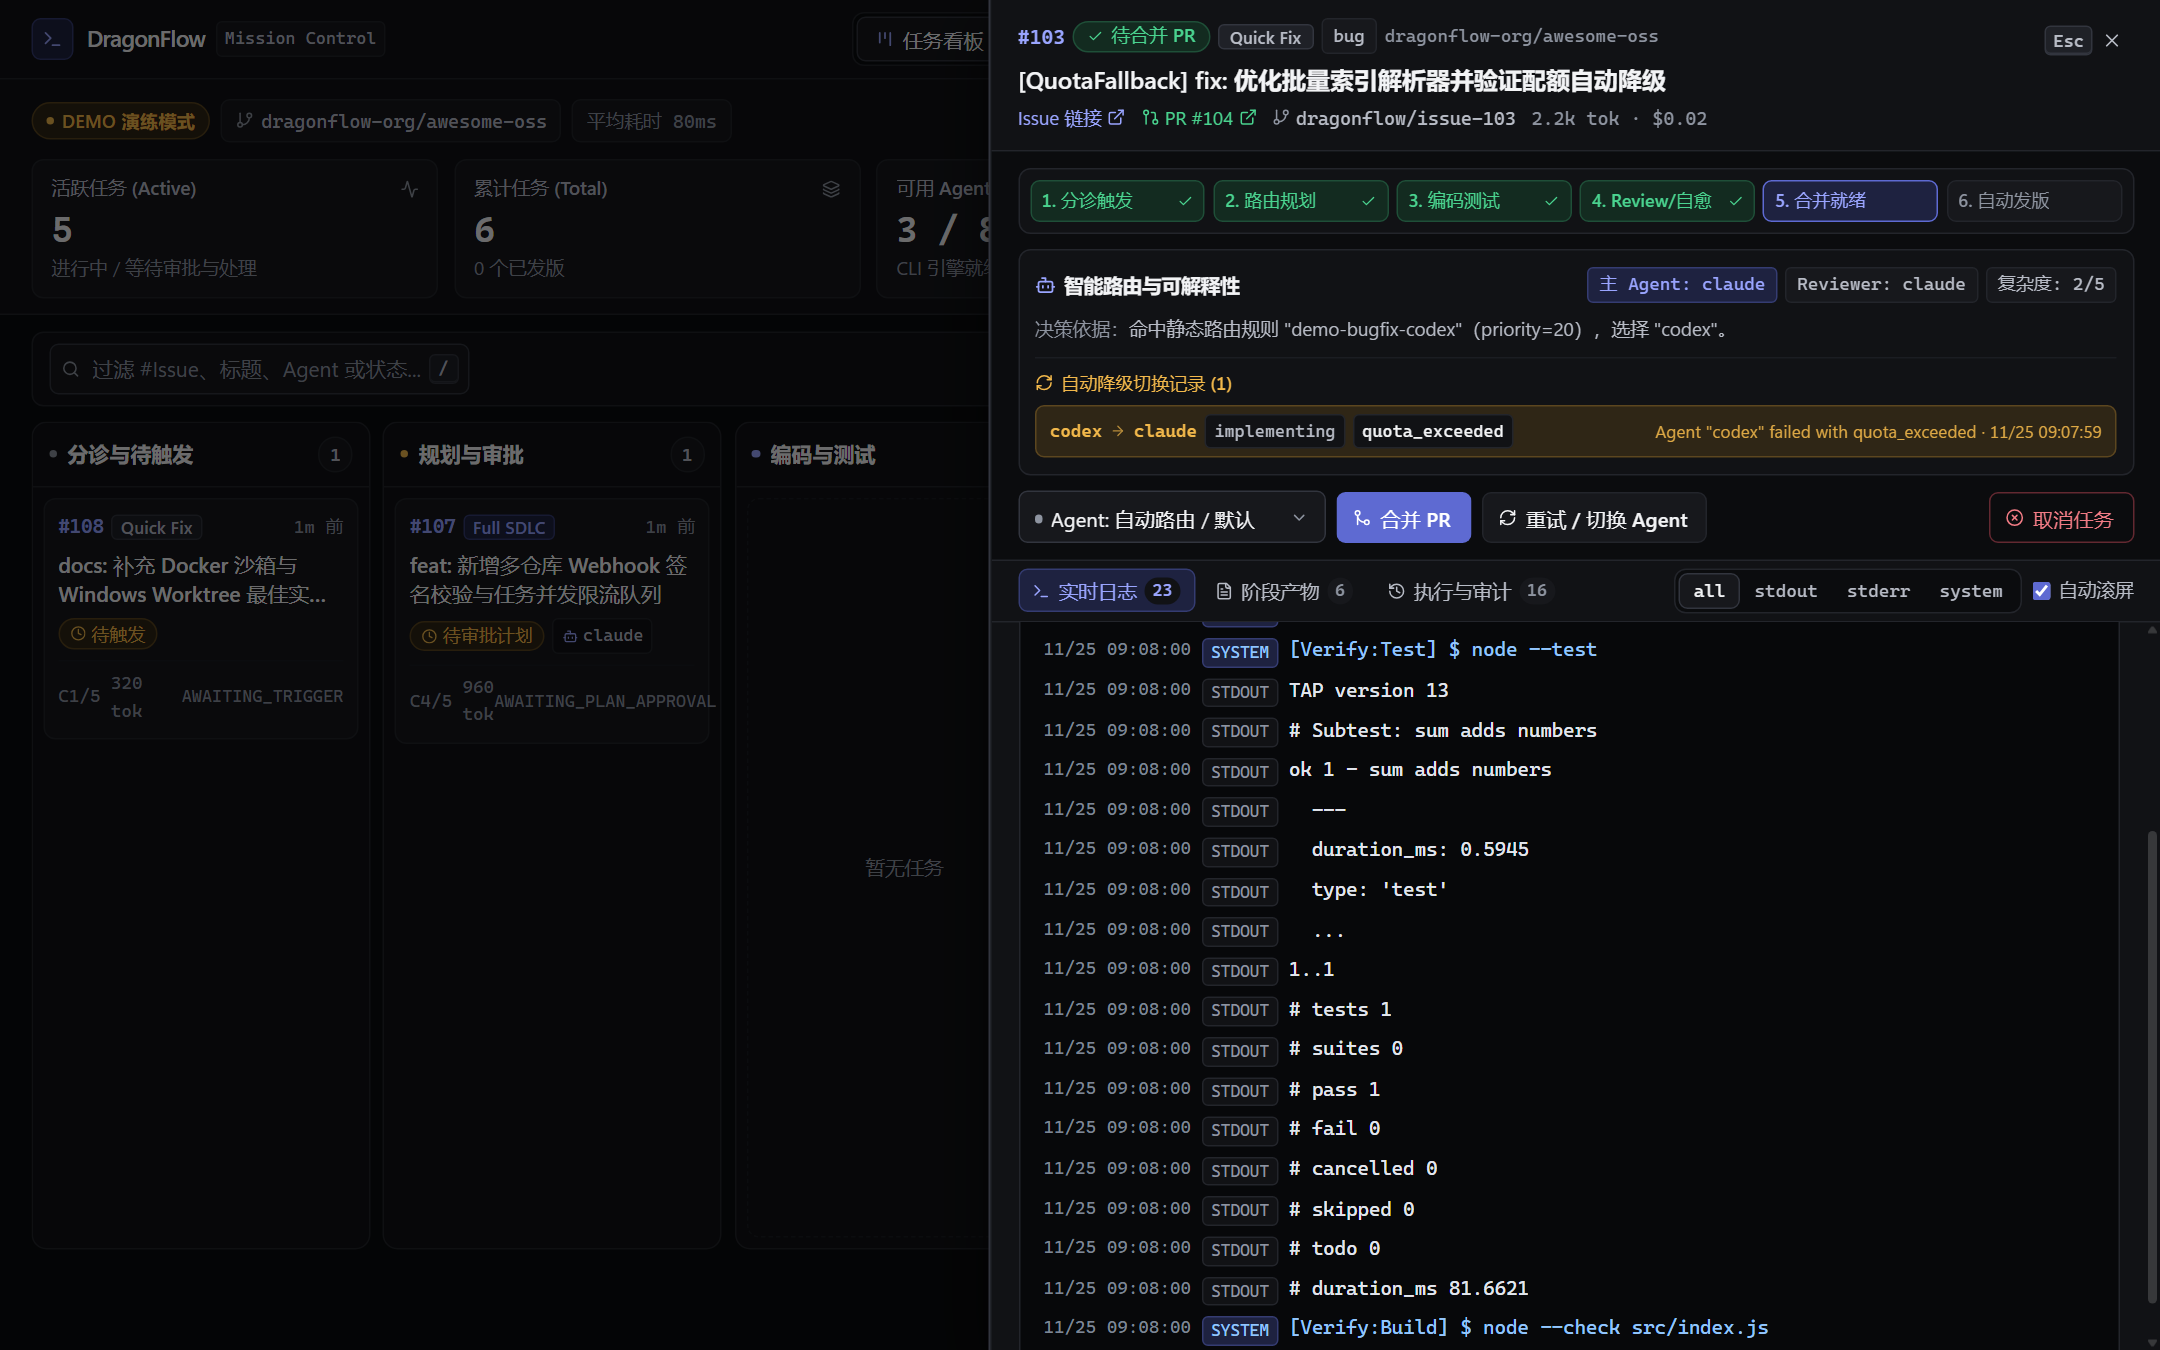 DragonFlow Mission Control
任务看板
DEMO 演练模式 dragonflow-org/awesome-oss 平均耗时 80ms
活跃任务 (Active)
5
进行中 / 等待审批与处理
累计任务 (Total)
6
0 个已发版
可用 Agent
3 / 8
CLI 引擎就绪
过滤 #Issue、标题、Agent 或状态... /
分诊与待触发 1
#108 Quick Fix 1m 前
docs: 补充 Docker 沙箱与
Windows Worktree 最佳实...
待触发
C1/5 320 tok AWAITING_TRIGGER
规划与审批 1
#107 Full SDLC 1m 前
feat: 新增多仓库 Webhook 签
名校验与任务并发限流队列
待审批计划 claude
C4/5 960 tok AWAITING_PLAN_APPROVAL
编码与测试
暂无任务
#103 待合并 PR Quick Fix bug dragonflow-org/awesome-oss Esc
[QuotaFallback] fix: 优化批量索引解析器并验证配额自动降级
Issue 链接 PR #104 dragonflow/issue-103 2.2k tok · $0.02
1. 分诊触发 2. 路由规划 3. 编码测试 4. Review/自愈 5. 合并就绪 6. 自动发版
智能路由与可解释性 主 Agent: claude Reviewer: claude 复杂度: 2/5
决策依据: 命中静态路由规则 "demo-bugfix-codex"（priority=20），选择 "codex"。
自动降级切换记录 (1)
codex → claude implementing quota_exceeded Agent "codex" failed with quota_exceeded · 11/25 09:07:59
Agent: 自动路由 / 默认 合并 PR 重试 / 切换 Agent 取消任务
实时日志 23 阶段产物 6 执行与审计 16 all stdout stderr system 自动滚屏
11/25 09:08:00 SYSTEM [Verify:Test] $ node --test
11/25 09:08:00 STDOUT TAP version 13
11/25 09:08:00 STDOUT # Subtest: sum adds numbers
11/25 09:08:00 STDOUT ok 1 - sum adds numbers
11/25 09:08:00 STDOUT ---
11/25 09:08:00 STDOUT duration_ms: 0.5945
11/25 09:08:00 STDOUT type: 'test'
11/25 09:08:00 STDOUT ...
11/25 09:08:00 STDOUT 1..1
11/25 09:08:00 STDOUT # tests 1
11/25 09:08:00 STDOUT # suites 0
11/25 09:08:00 STDOUT # pass 1
11/25 09:08:00 STDOUT # fail 0
11/25 09:08:00 STDOUT # cancelled 0
11/25 09:08:00 STDOUT # skipped 0
11/25 09:08:00 STDOUT # todo 0
11/25 09:08:00 STDOUT # duration_ms 81.6621
11/25 09:08:00 SYSTEM [Verify:Build] $ node --check src/index.js